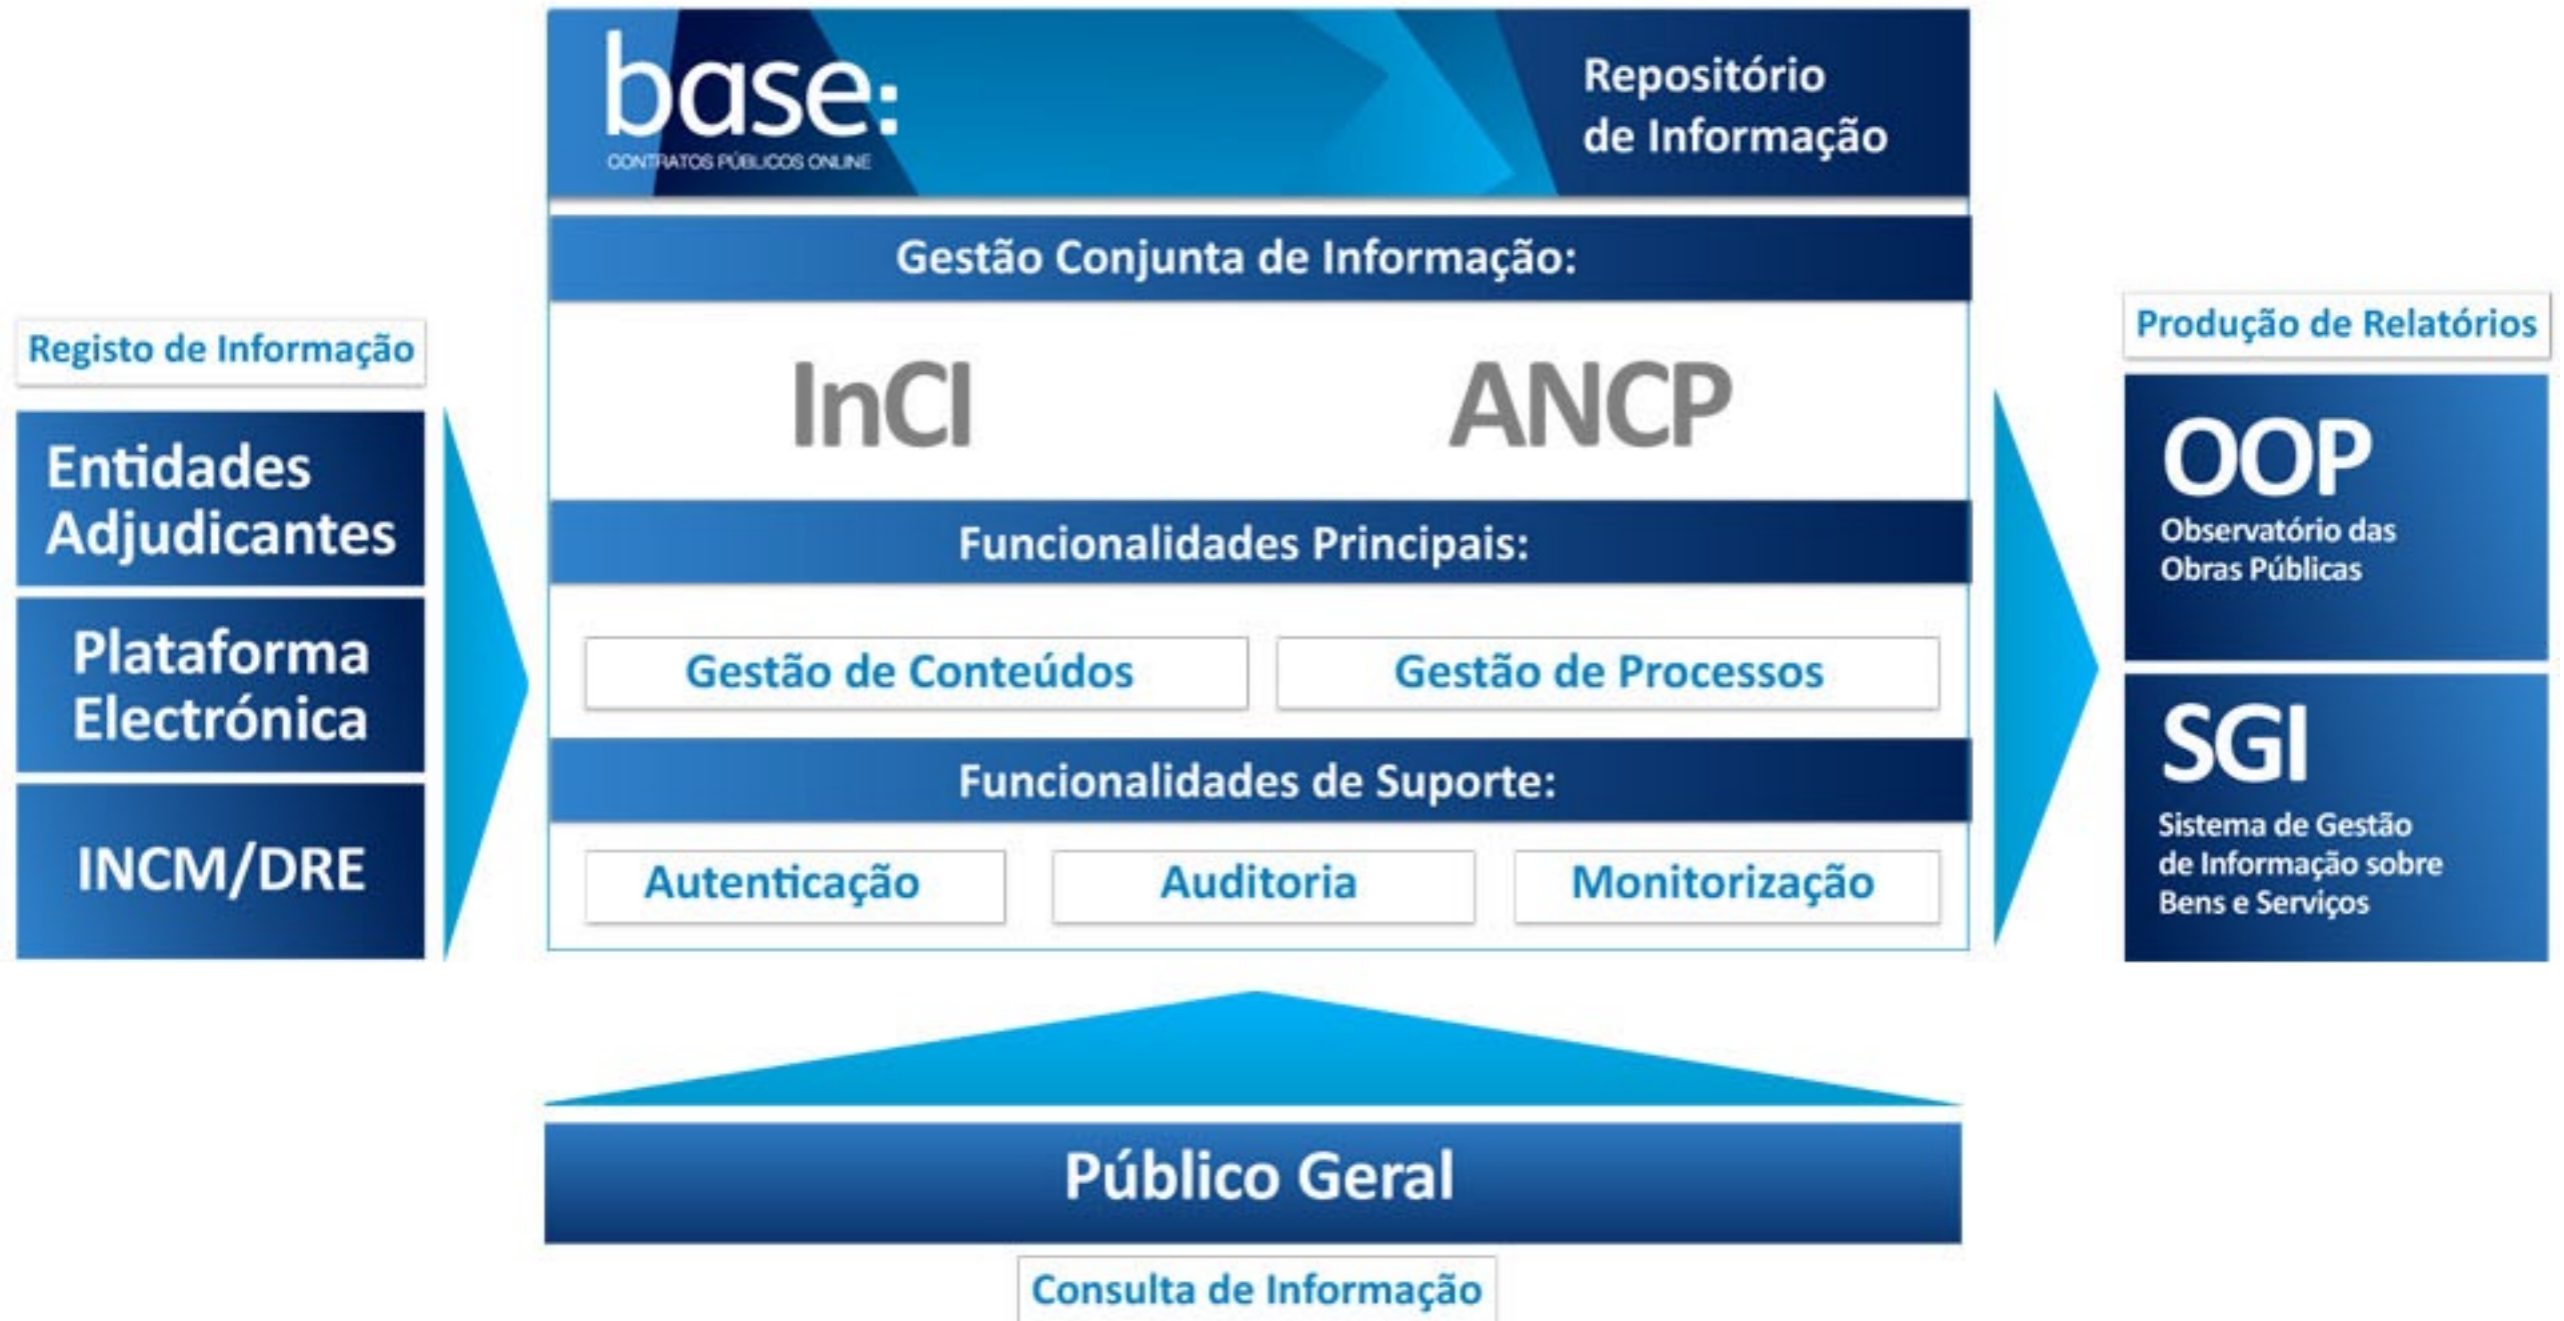 base:
CONTRATOS PÚBLICOS ONLINE
Repositório
de Informação
Gestão Conjunta de Informação:
InCI
ANCP
Funcionalidades Principais:
Gestão de Conteúdos
Gestão de Processos
Funcionalidades de Suporte:
Autenticação
Auditoria
Monitorização
Registo de Informação
Entidades
Adjudicantes
Plataforma
Electrónica
INCM/DRE
Produção de Relatórios
OOP
Observatório das
Obras Públicas
SGI
Sistema de Gestão
de Informação sobre
Bens e Serviços
Público Geral
Consulta de Informação